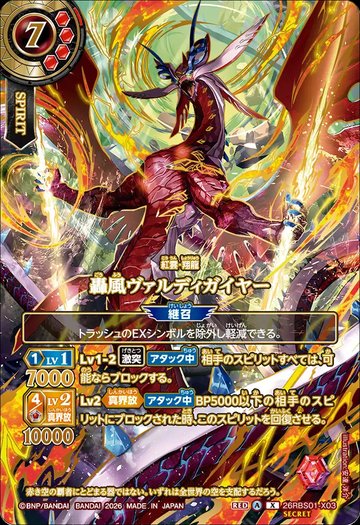 7
SPIRIT
紅雲・翔龍
轟風ヴァルディガイヤー
継召
トラッシュのEXシンボルを除外し軽減できる。
1 LV1 7000
Lv1-2 激突 アタック中 相手のスピリットすべては、可
能ならブロックする。
4 LV2 真界放 10000
Lv2 真界放 アタック中 BP5000以下の相手のスピ
リットにブロックされた時、このスピリットを回復させる。
赤き空の覇者にとどまる器ではない。いずれは全世界の空を支配するだろう。
©BNP/BANDAI BANDAI 2026 MADE IN JAPAN RED A X 26RBS01-X03
SECRET